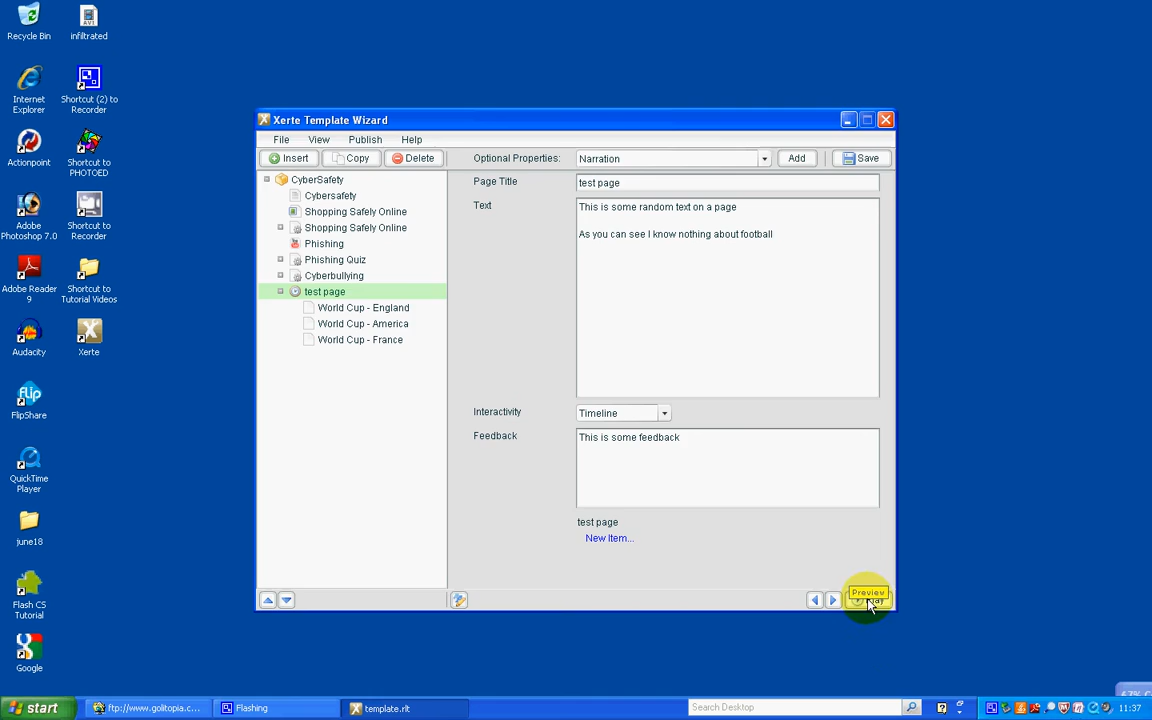 Recycle Bin
infiltrated
Internet
Explorer
Shortcut (2) to
Recorder
Actionpoint
Shortcut to
PHOTOED
Adobe
Photoshop 7.0
Shortcut to
Recorder
Adobe Reader
9
Shortcut to
Tutorial Videos
Audacity
Xerte
FlipShare
QuickTime
Player
june18
Flash CS
Tutorial
Google
Xerte Template Wizard
File View Publish Help
Insert Copy Delete
Optional Properties: Narration Add Save
CyberSafety
Cybersafety
Shopping Safely Online
Shopping Safely Online
Phishing
Phishing Quiz
Cyberbullying
test page
World Cup - England
World Cup - America
World Cup - France
Page Title test page
Text
This is some random text on a page
As you can see I know nothing about football
Interactivity Timeline
Feedback
This is some feedback
test page
New Item...
Preview
start
ftp://www.golitopia.c...
Flashing
template.rlt
Search Desktop
11:37